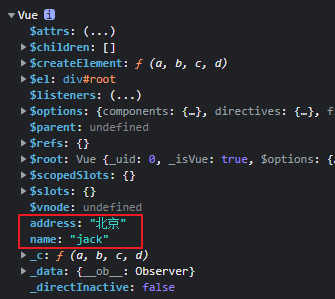 Vue i
$attrs: (...)
$children: []
$createElement: ƒ (a, b, c, d)
$el: div#root
$listeners: (...)
$options: {components: {…}, directives: {…}, f
$parent: undefined
$refs: {}
$root: Vue {_uid: 0, _isVue: true, $options: {
$scopedSlots: {}
$slots: {}
$vnode: undefined
address: "北京"
name: "jack"
_c: ƒ (a, b, c, d)
_data: {__ob__: Observer}
_directInactive: false